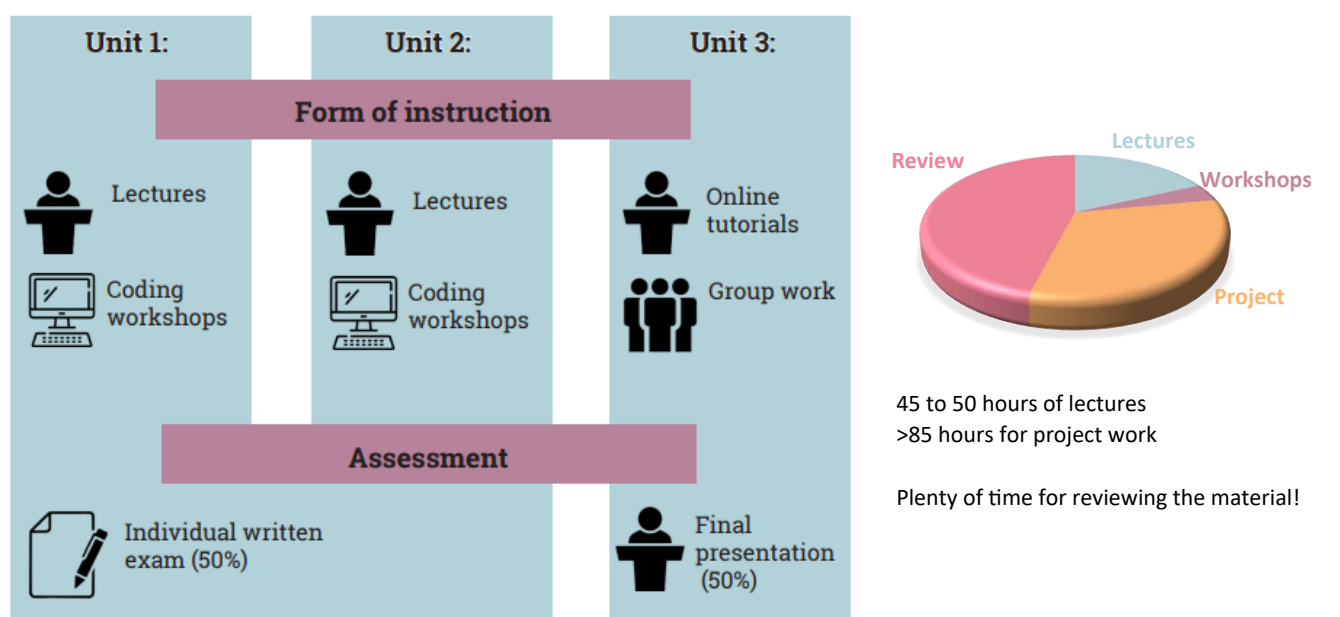 Unit 1:
Unit 2:
Unit 3:
Form of instruction
Lectures
Coding
workshops
Lectures
Coding
workshops
Online
tutorials
Group work
Assessment
Individual written
exam (50%)
Final
presentation
(50%)
Review
Lectures
Workshops
Project
45 to 50 hours of lectures
>85 hours for project work
Plenty of time for reviewing the material!